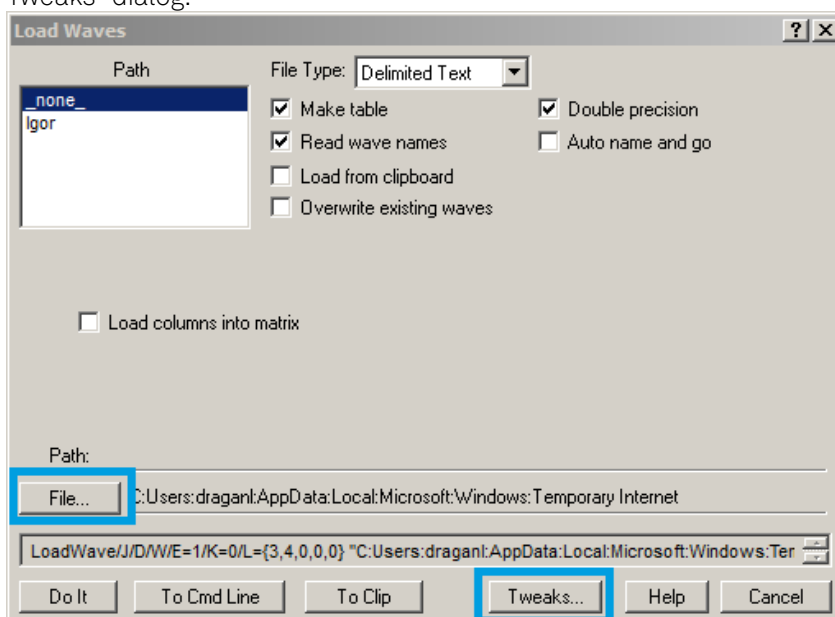 Tweaks" dialog.
Load Waves
Path
File Type: Delimited Text
_none_
Igor
Make table
Double precision
Read wave names
Auto name and go
Load from clipboard
Overwrite existing waves
Load columns into matrix
Path:
File... C:Users:draganl:AppData:Local:Microsoft:Windows:Temporary Internet
LoadWave/J/D/W/E=1/K=0/L={3,4,0,0,0} "C:Users:draganl:AppData:Local:Microsoft:Windows:Ter
Do It To Cmd Line To Clip Tweaks... Help Cancel